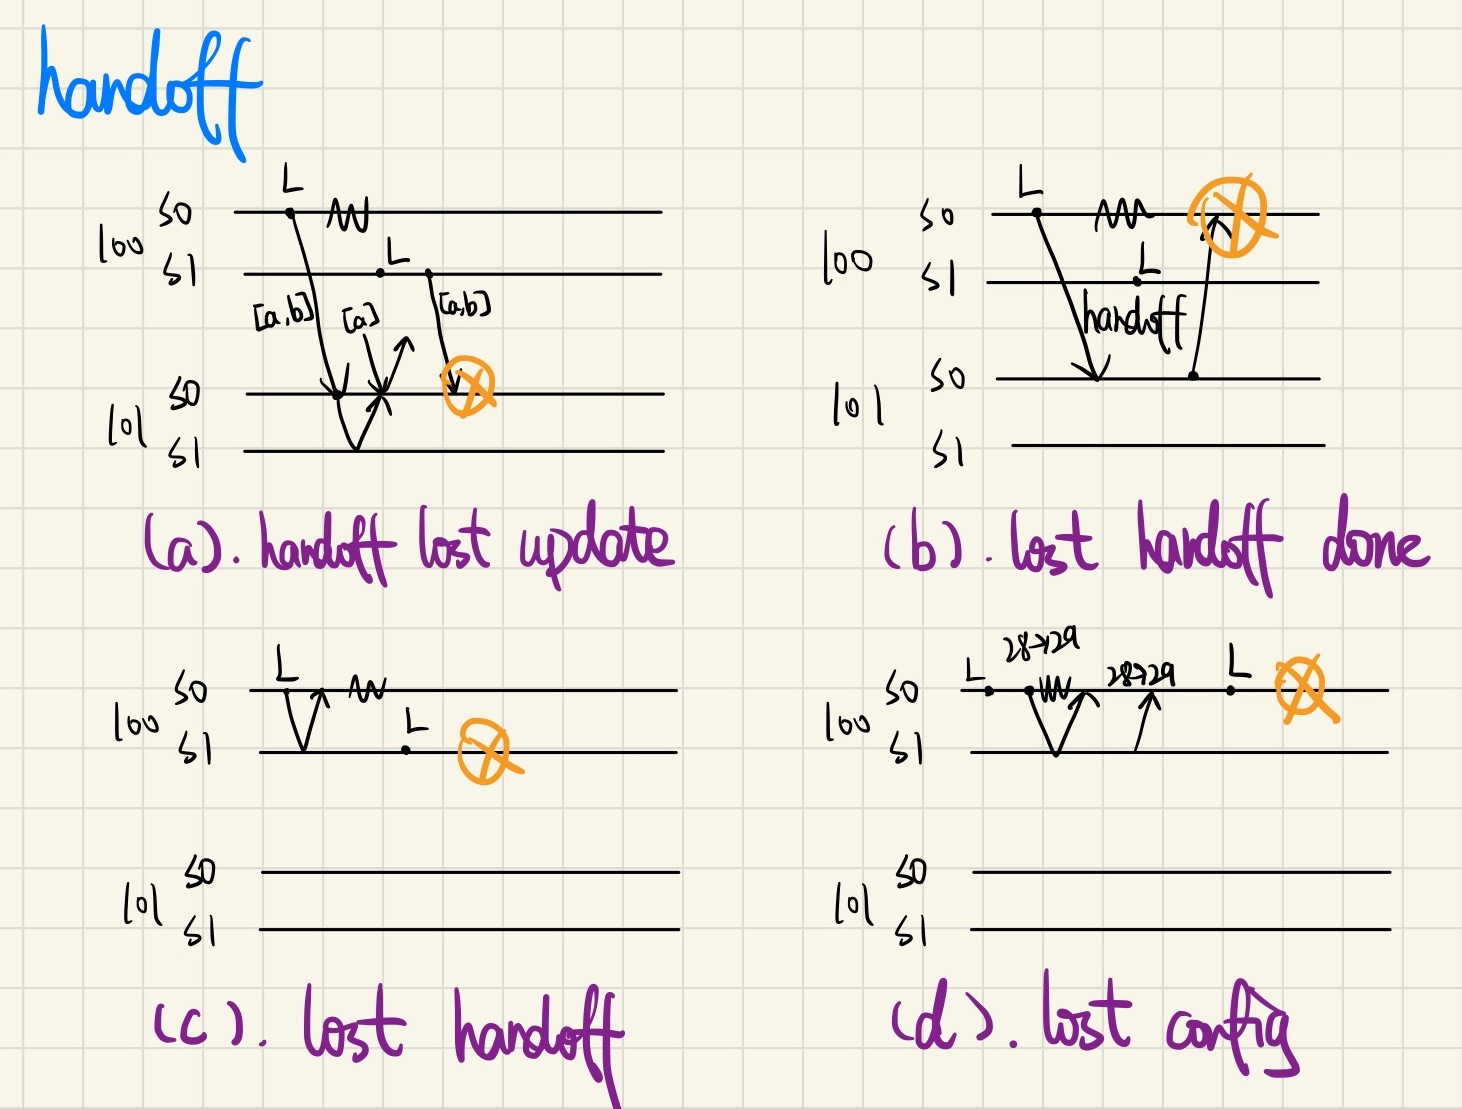 handoff
L
S0
100
L
S1
[a,b]
[a]
[a,b]
S0
101
S1
(a). handoff lost update
L
S0
100
L
S1
handoff
S0
101
S1
(b). lost handoff done
L
S0
100
L
S1
S0
101
S1
(c). lost handoff
28→29
L
28→29
L
S0
100
S1
S0
101
S1
(d). lost config